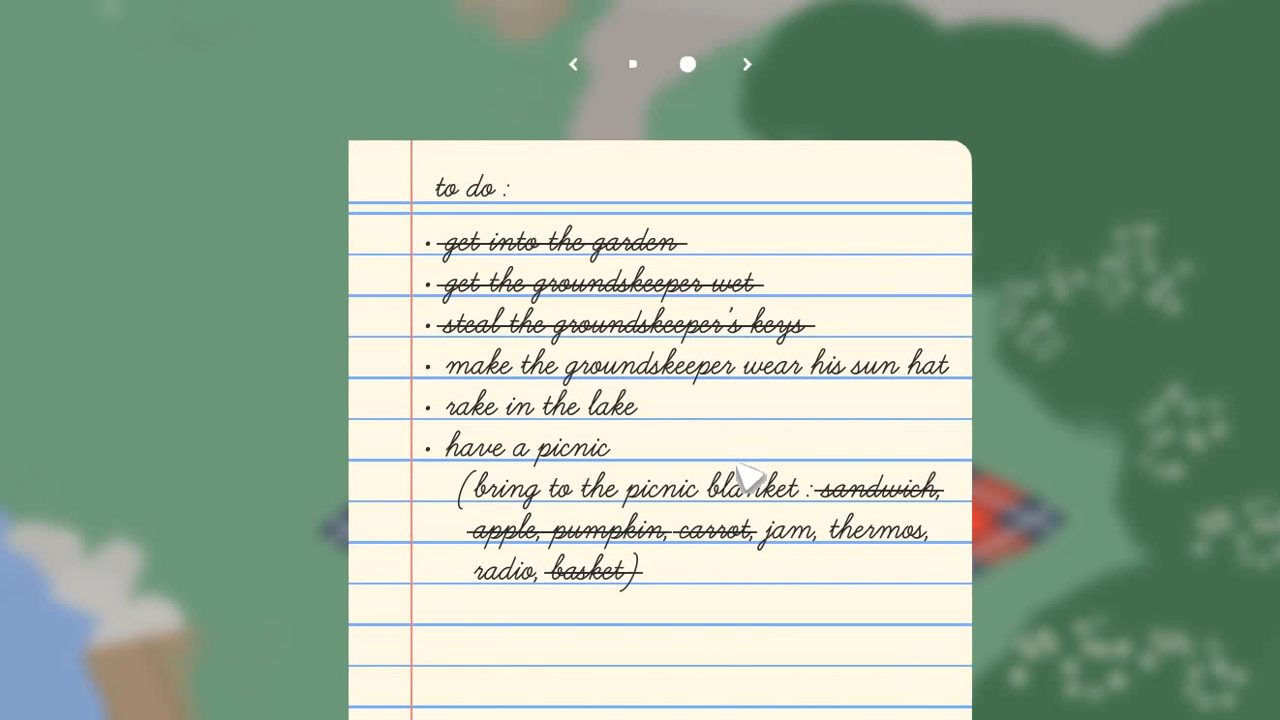 to do :
• get into the garden
• get the groundskeeper wet
• steal the groundskeeper's keys
• make the groundskeeper wear his sun hat
• rake in the lake
• have a picnic
(bring to the picnic blanket : sandwich,
apple, pumpkin, carrot, jam, thermos,
radio, basket)